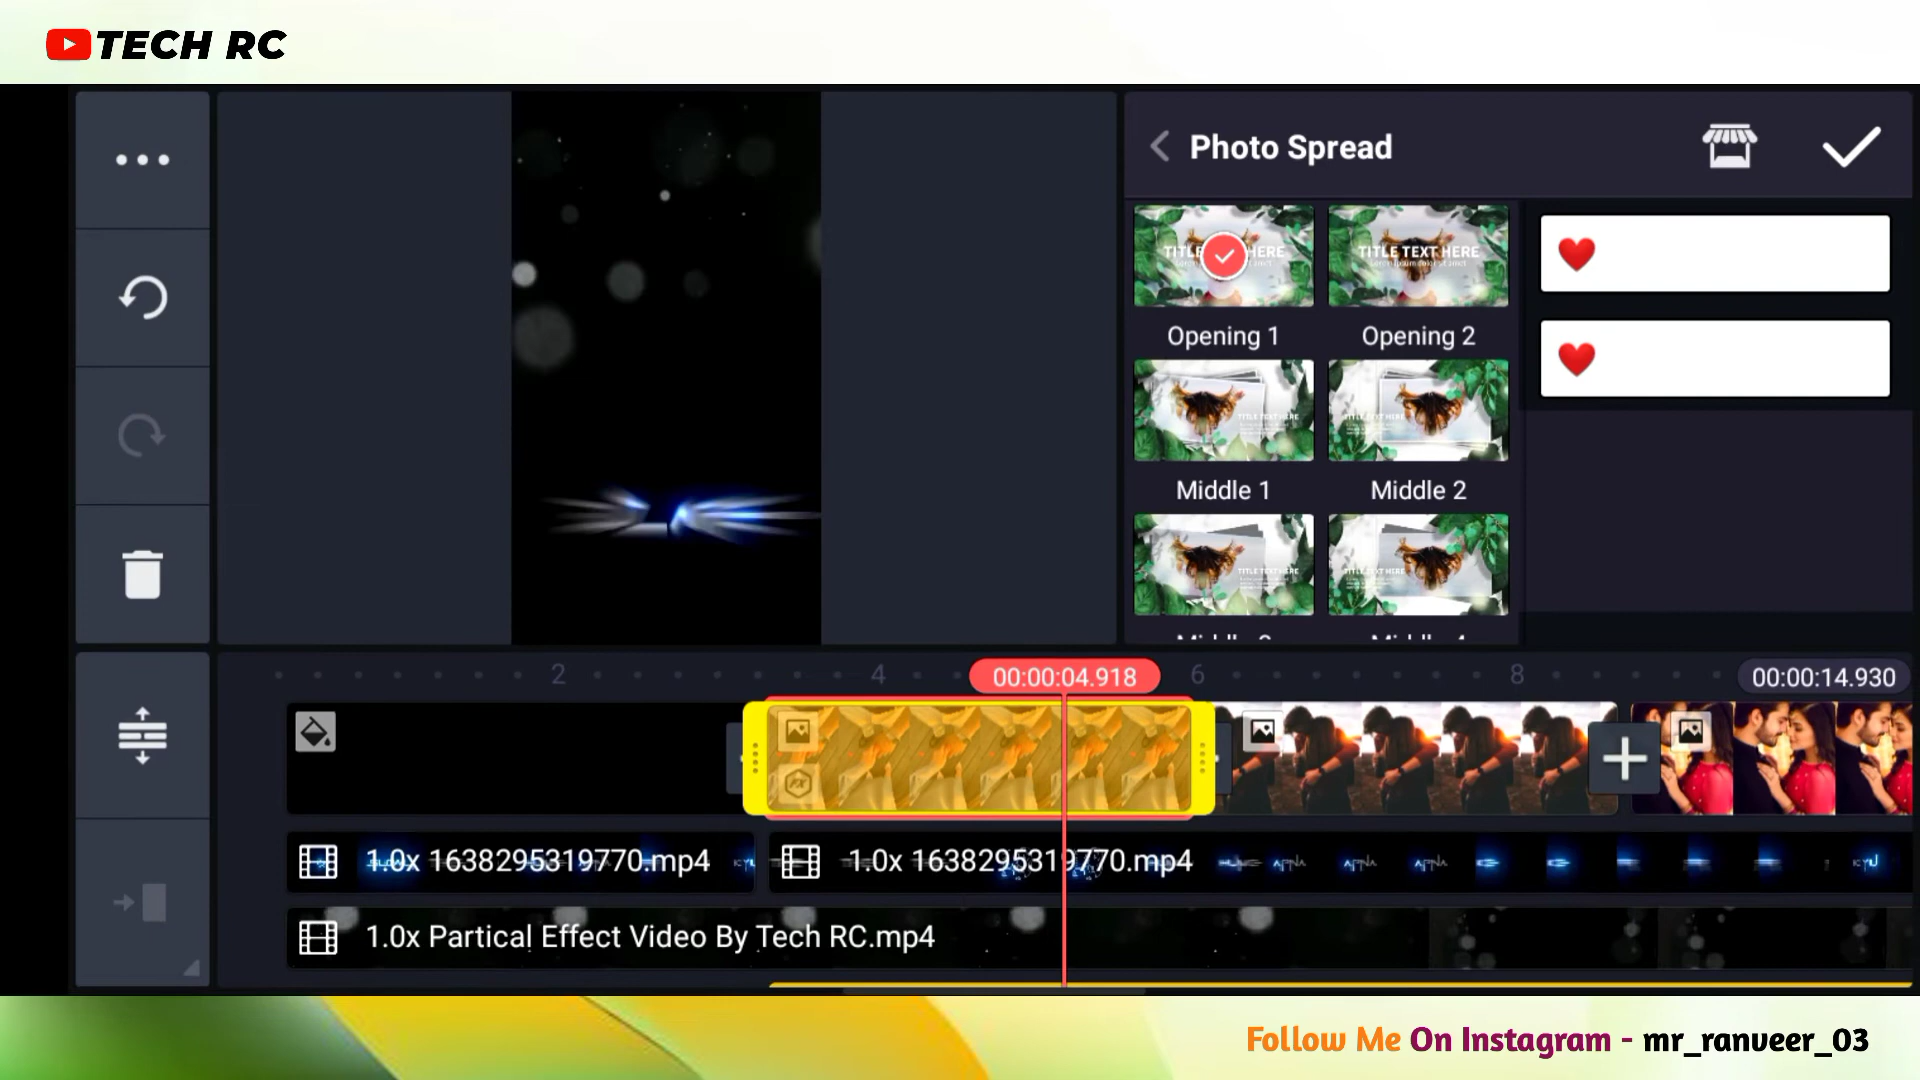 TECH RC
Photo Spread
TITLE HERE
TITLE TEXT HERE
Opening 1
Opening 2
TITLE TEXT HERE
Middle 1
Middle 2
TITLE TEXT HERE
2
4
00:00:04.918
6
8
00:00:14.930
1.0x 1638295319770.mp4
1.0x 1638295319770.mp4
1.0x Partical Effect Video By Tech RC.mp4
Follow Me On Instagram - mr_ranveer_03